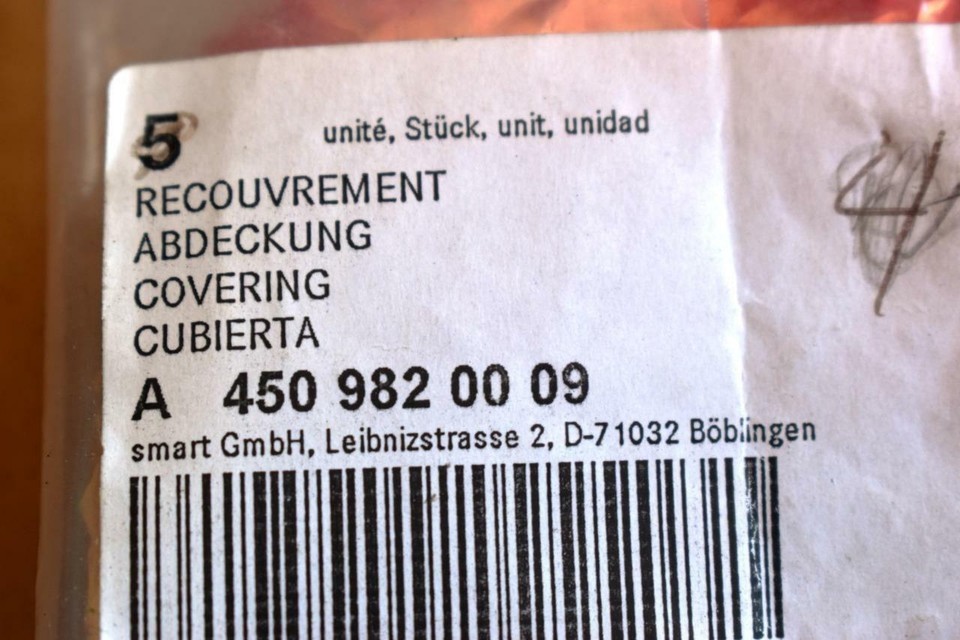 5 unité, Stück, unit, unidad
RECOUVREMENT
ABDECKUNG
COVERING
CUBIERTA
A 450 982 00 09
smart GmbH, Leibnizstrasse 2, D-71032 Böblingen
4